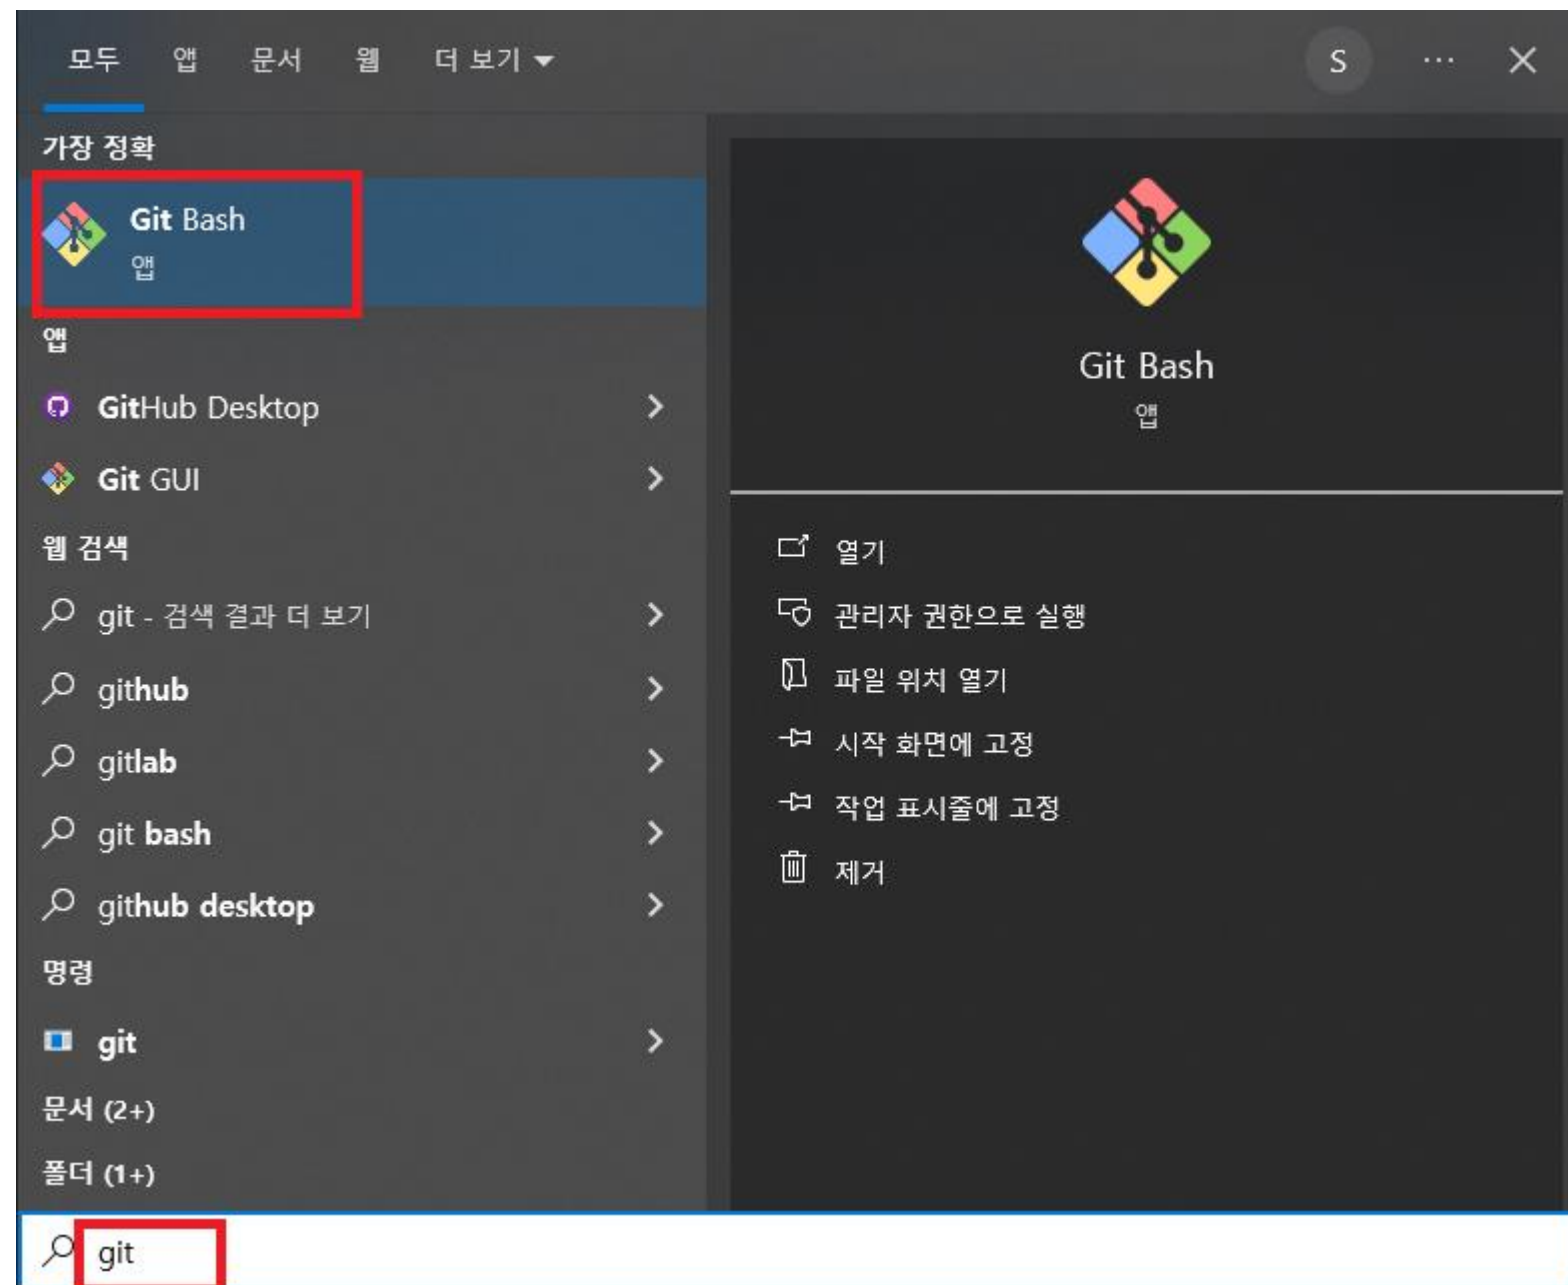 모두 앱 문서 웹 더 보기
S ... ×
가장 정확
Git Bash
앱
앱
GitHub Desktop
Git GUI
웹 검색
git - 검색 결과 더 보기
github
gitlab
git bash
github desktop
명령
git
문서 (2+)
폴더 (1+)
git
Git Bash
앱
열기
관리자 권한으로 실행
파일 위치 열기
시작 화면에 고정
작업 표시줄에 고정
제거